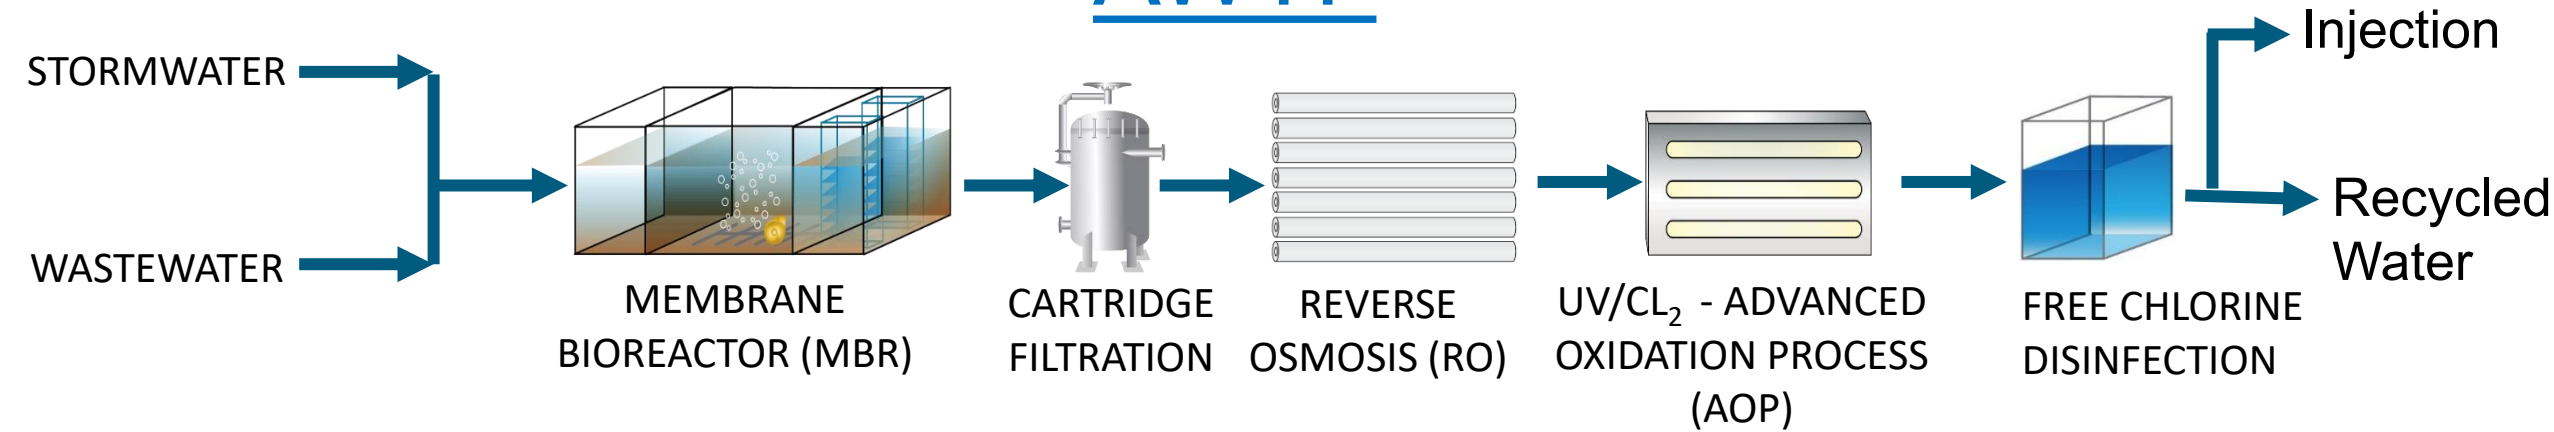 STORMWATER
WASTEWATER
MEMBRANE
BIOREACTOR (MBR)
CARTRIDGE
FILTRATION
REVERSE
OSMOSIS (RO)
UV/CL₂ - ADVANCED
OXIDATION PROCESS
(AOP)
FREE CHLORINE
DISINFECTION
Injection
Recycled
Water